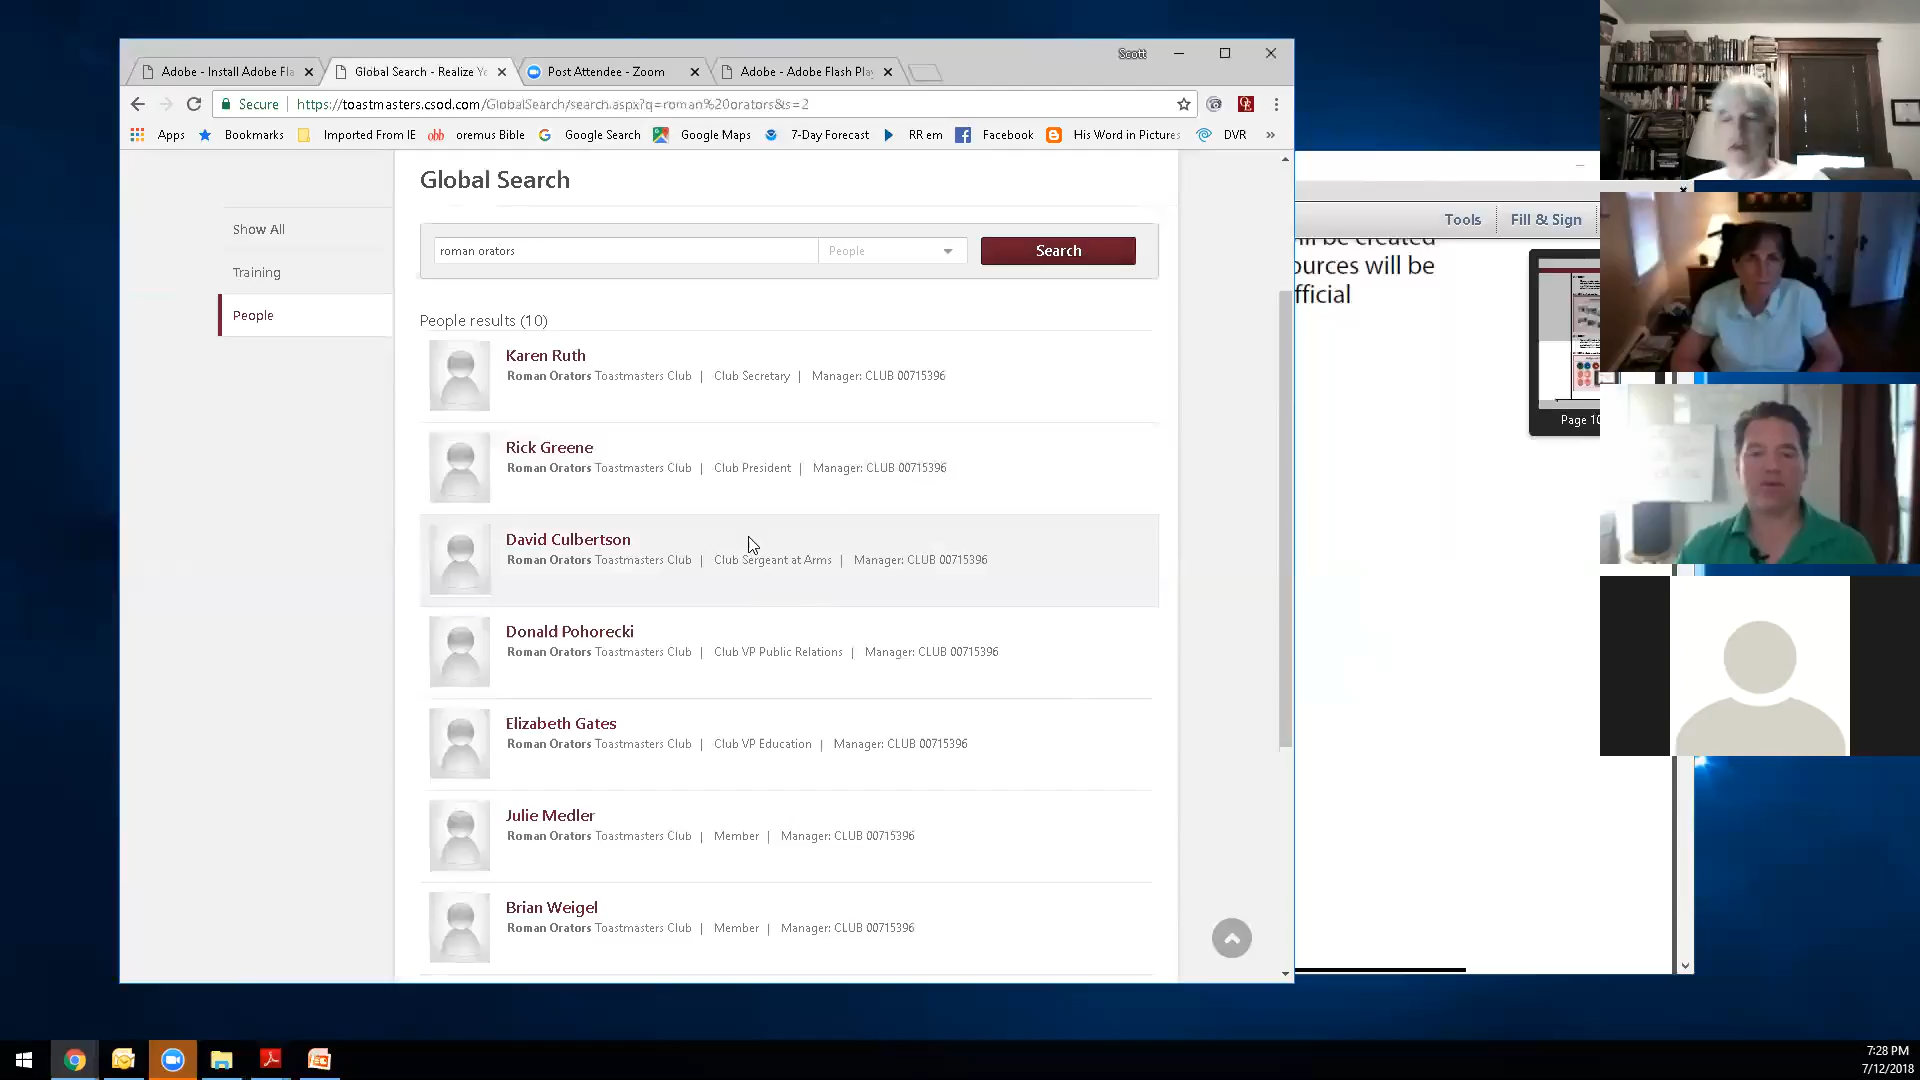 Scott
Adobe - Install Adobe Fla
Global Search - Realize Yo
Post Attendee - Zoom
Adobe - Adobe Flash Play
Secure
https://toastmasters.csod.com/GlobalSearch/search.aspx?q=roman%20orators&s=2
Apps
Bookmarks
Imported From IE
oremus Bible
Google Search
Google Maps
7-Day Forecast
RR em
Facebook
His Word in Pictures
DVR
»
Global Search
Show All
Training
People
roman orators
People
Search
People results (10)
Karen Ruth
Roman Orators Toastmasters Club | Club Secretary | Manager: CLUB 00715396
Rick Greene
Roman Orators Toastmasters Club | Club President | Manager: CLUB 00715396
David Culbertson
Roman Orators Toastmasters Club | Club Sergeant at Arms | Manager: CLUB 00715396
Donald Pohorecki
Roman Orators Toastmasters Club | Club VP Public Relations | Manager: CLUB 00715396
Elizabeth Gates
Roman Orators Toastmasters Club | Club VP Education | Manager: CLUB 00715396
Julie Medler
Roman Orators Toastmasters Club | Member | Manager: CLUB 00715396
Brian Weigel
Roman Orators Toastmasters Club | Member | Manager: CLUB 00715396
Tools
Fill & Sign
be created
ources will be
fficial
Page 10
7:28 PM
7/12/2018